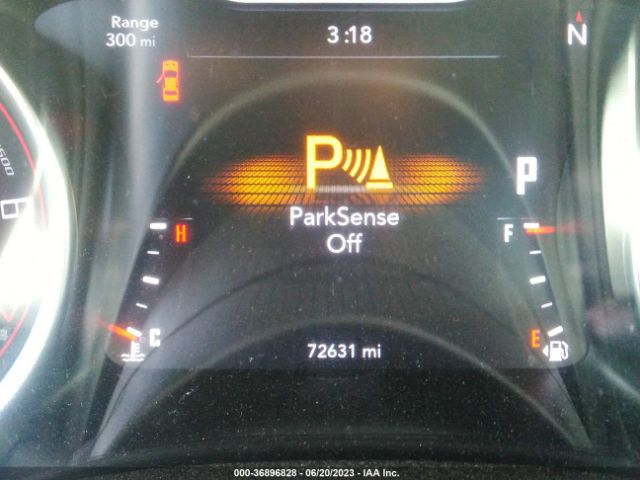 Range
300 mi
3:18
N
P
P
ParkSense
Off
H
F
C
E
72631 mi
000-36896828 - 06/20/2023 - IAA Inc.